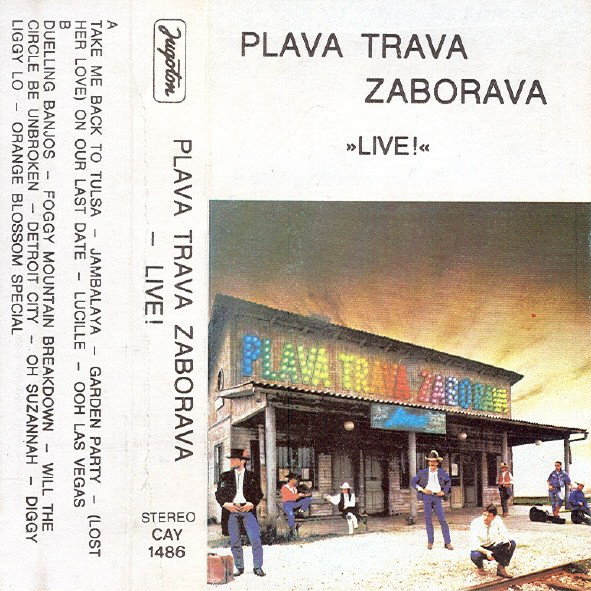 A
TAKE ME BACK TO TULSA – JAMBALAYA – GARDEN PARTY – (LOST
HER LOVE) ON OUR LAST DATE – LUCILLE – OOH LAS VEGAS
B
DUELLING BANJOS – FOGGY MOUNTAIN BREAKDOWN – WILL THE
CIRCLE BE UNBROKEN – DETROIT CITY – OH SUZANNAH – DIGGY
LIGGY LO – ORANGE BLOSSOM SPECIAL
Jugoton
PLAVA TRAVA ZABORAVA
– LIVE!
STEREO
CAY
1486
PLAVA TRAVA
ZABORAVA
»LIVE!«
PLAVA TRAVA ZABORAVA